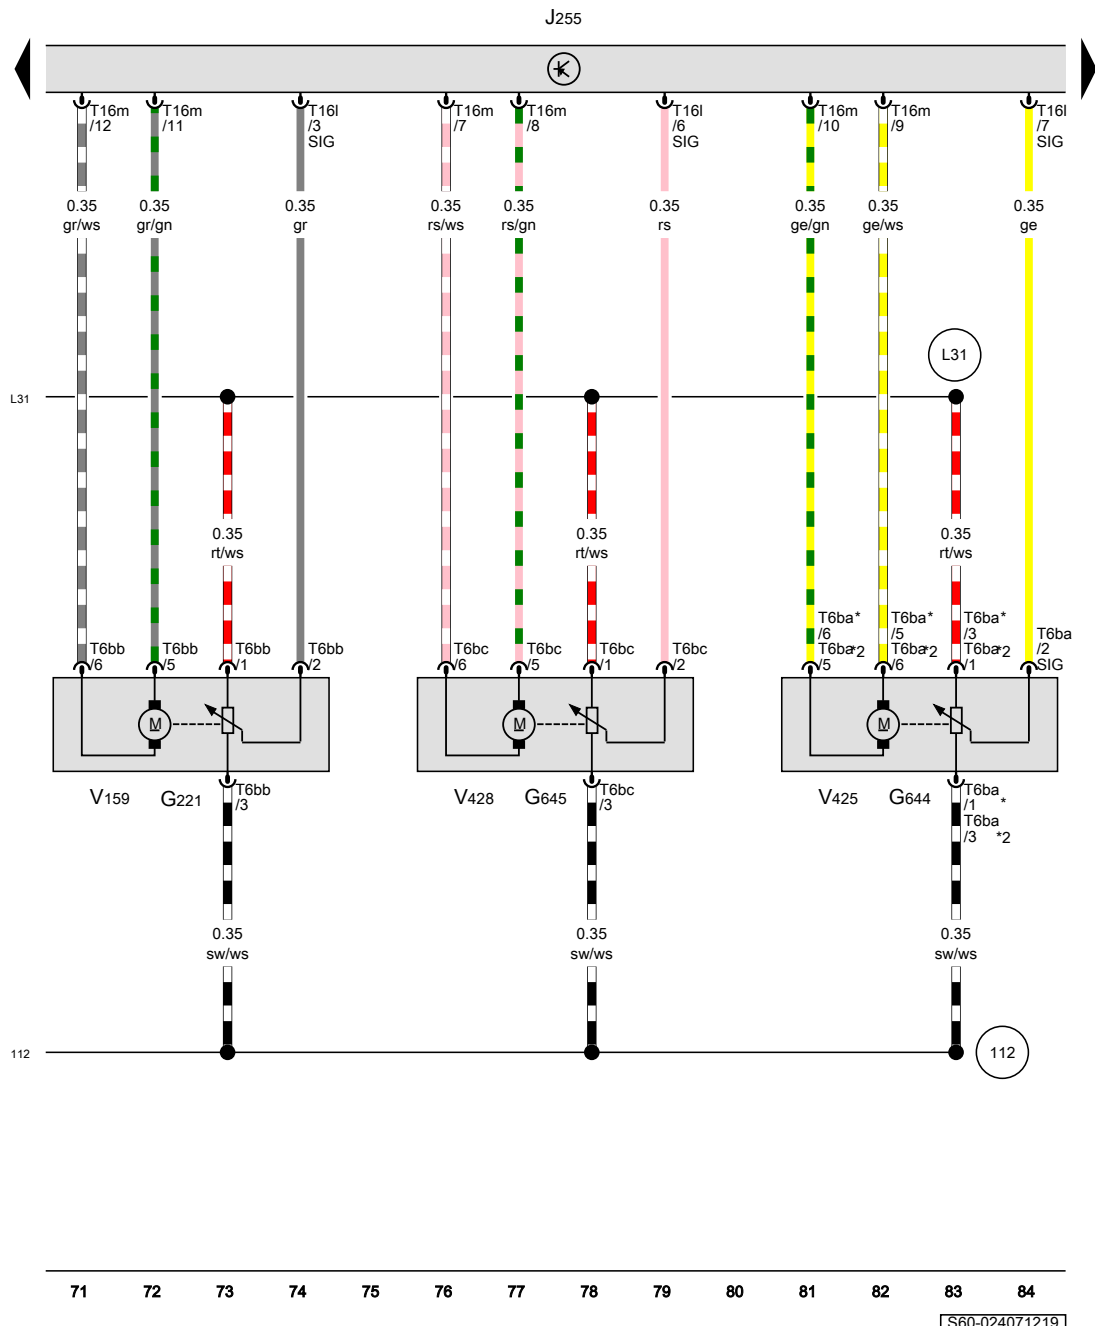 J255
T16m
/12
T16m
/11
T16l
/3
SIG
T16m
/7
T16m
/8
T16l
/6
SIG
T16m
/10
T16m
/9
T16l
/7
SIG
0.35
gr/ws
0.35
gr/gn
0.35
gr
0.35
rs/ws
0.35
rs/gn
0.35
rs
0.35
ge/gn
0.35
ge/ws
0.35
ge
L31
L31
0.35
rt/ws
0.35
rt/ws
0.35
rt/ws
T6bb
/6
T6bb
/5
T6bb
/1
T6bb
/2
T6bc
/6
T6bc
/5
T6bc
/1
T6bc
/2
T6ba*
/6
T6ba*2
/5
T6ba*
/5
T6ba*2
/6
T6ba*
/3
T6ba*2
/1
T6ba
/2
SIG
M
M
M
V159
G221
T6bb
/3
V428
G645
T6bc
/3
V425
G644
T6ba
/1 *
T6ba
/3 *2
0.35
sw/ws
0.35
sw/ws
0.35
sw/ws
112
112
71 72 73 74 75 76 77 78 79 80 81 82 83 84
S60-024071219